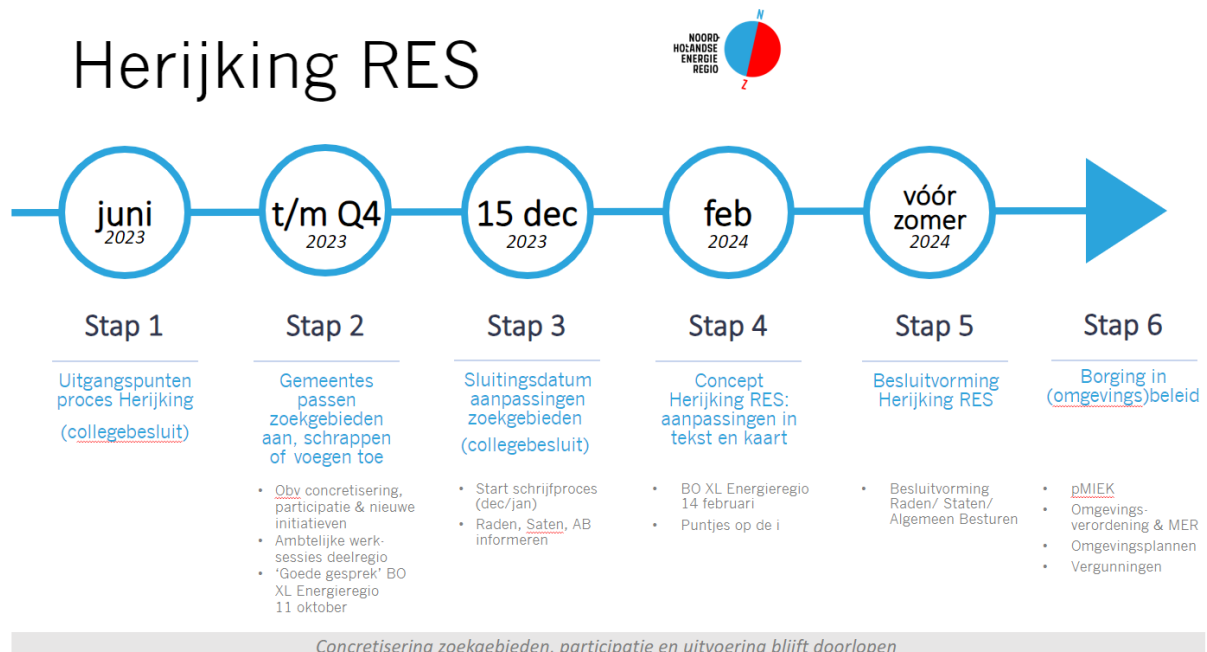 Herijking RES
N
NOORD-
HOLLANDSE
ENERGIE
REGIO
Z
juni
2023
t/m Q4
2023
15 dec
2023
feb
2024
vóór
zomer
2024
Stap 1
Uitgangspunten
proces Herijking
(collegebesluit)
Stap 2
Gemeentes
passen
zoekgebieden
aan, schrappen
of voegen toe
• Obv concretisering,
participatie & nieuwe
initiatieven
• Ambtelijke werk-
sessies deelregio
• ‘Goede gesprek’ BO
XL Energieregio
11 oktober
Stap 3
Sluitingsdatum
aanpassingen
zoekgebieden
(collegebesluit)
• Start schrijfproces
(dec/jan)
• Raden, Saten, AB
informeren
Stap 4
Concept
Herijking RES:
aanpassingen in
tekst en kaart
• BO XL Energieregio
14 februari
• Puntjes op de i
Stap 5
Besluitvorming
Herijking RES
• Besluitvorming
Raden/ Staten/
Algemeen Besturen
Stap 6
Borging in
(omgevings)beleid
• pMIEK
• Omgevings-
verordening & MER
• Omgevingsplannen
• Vergunningen
Concretisering zoekgebieden, participatie en uitvoering blijft doorlopen